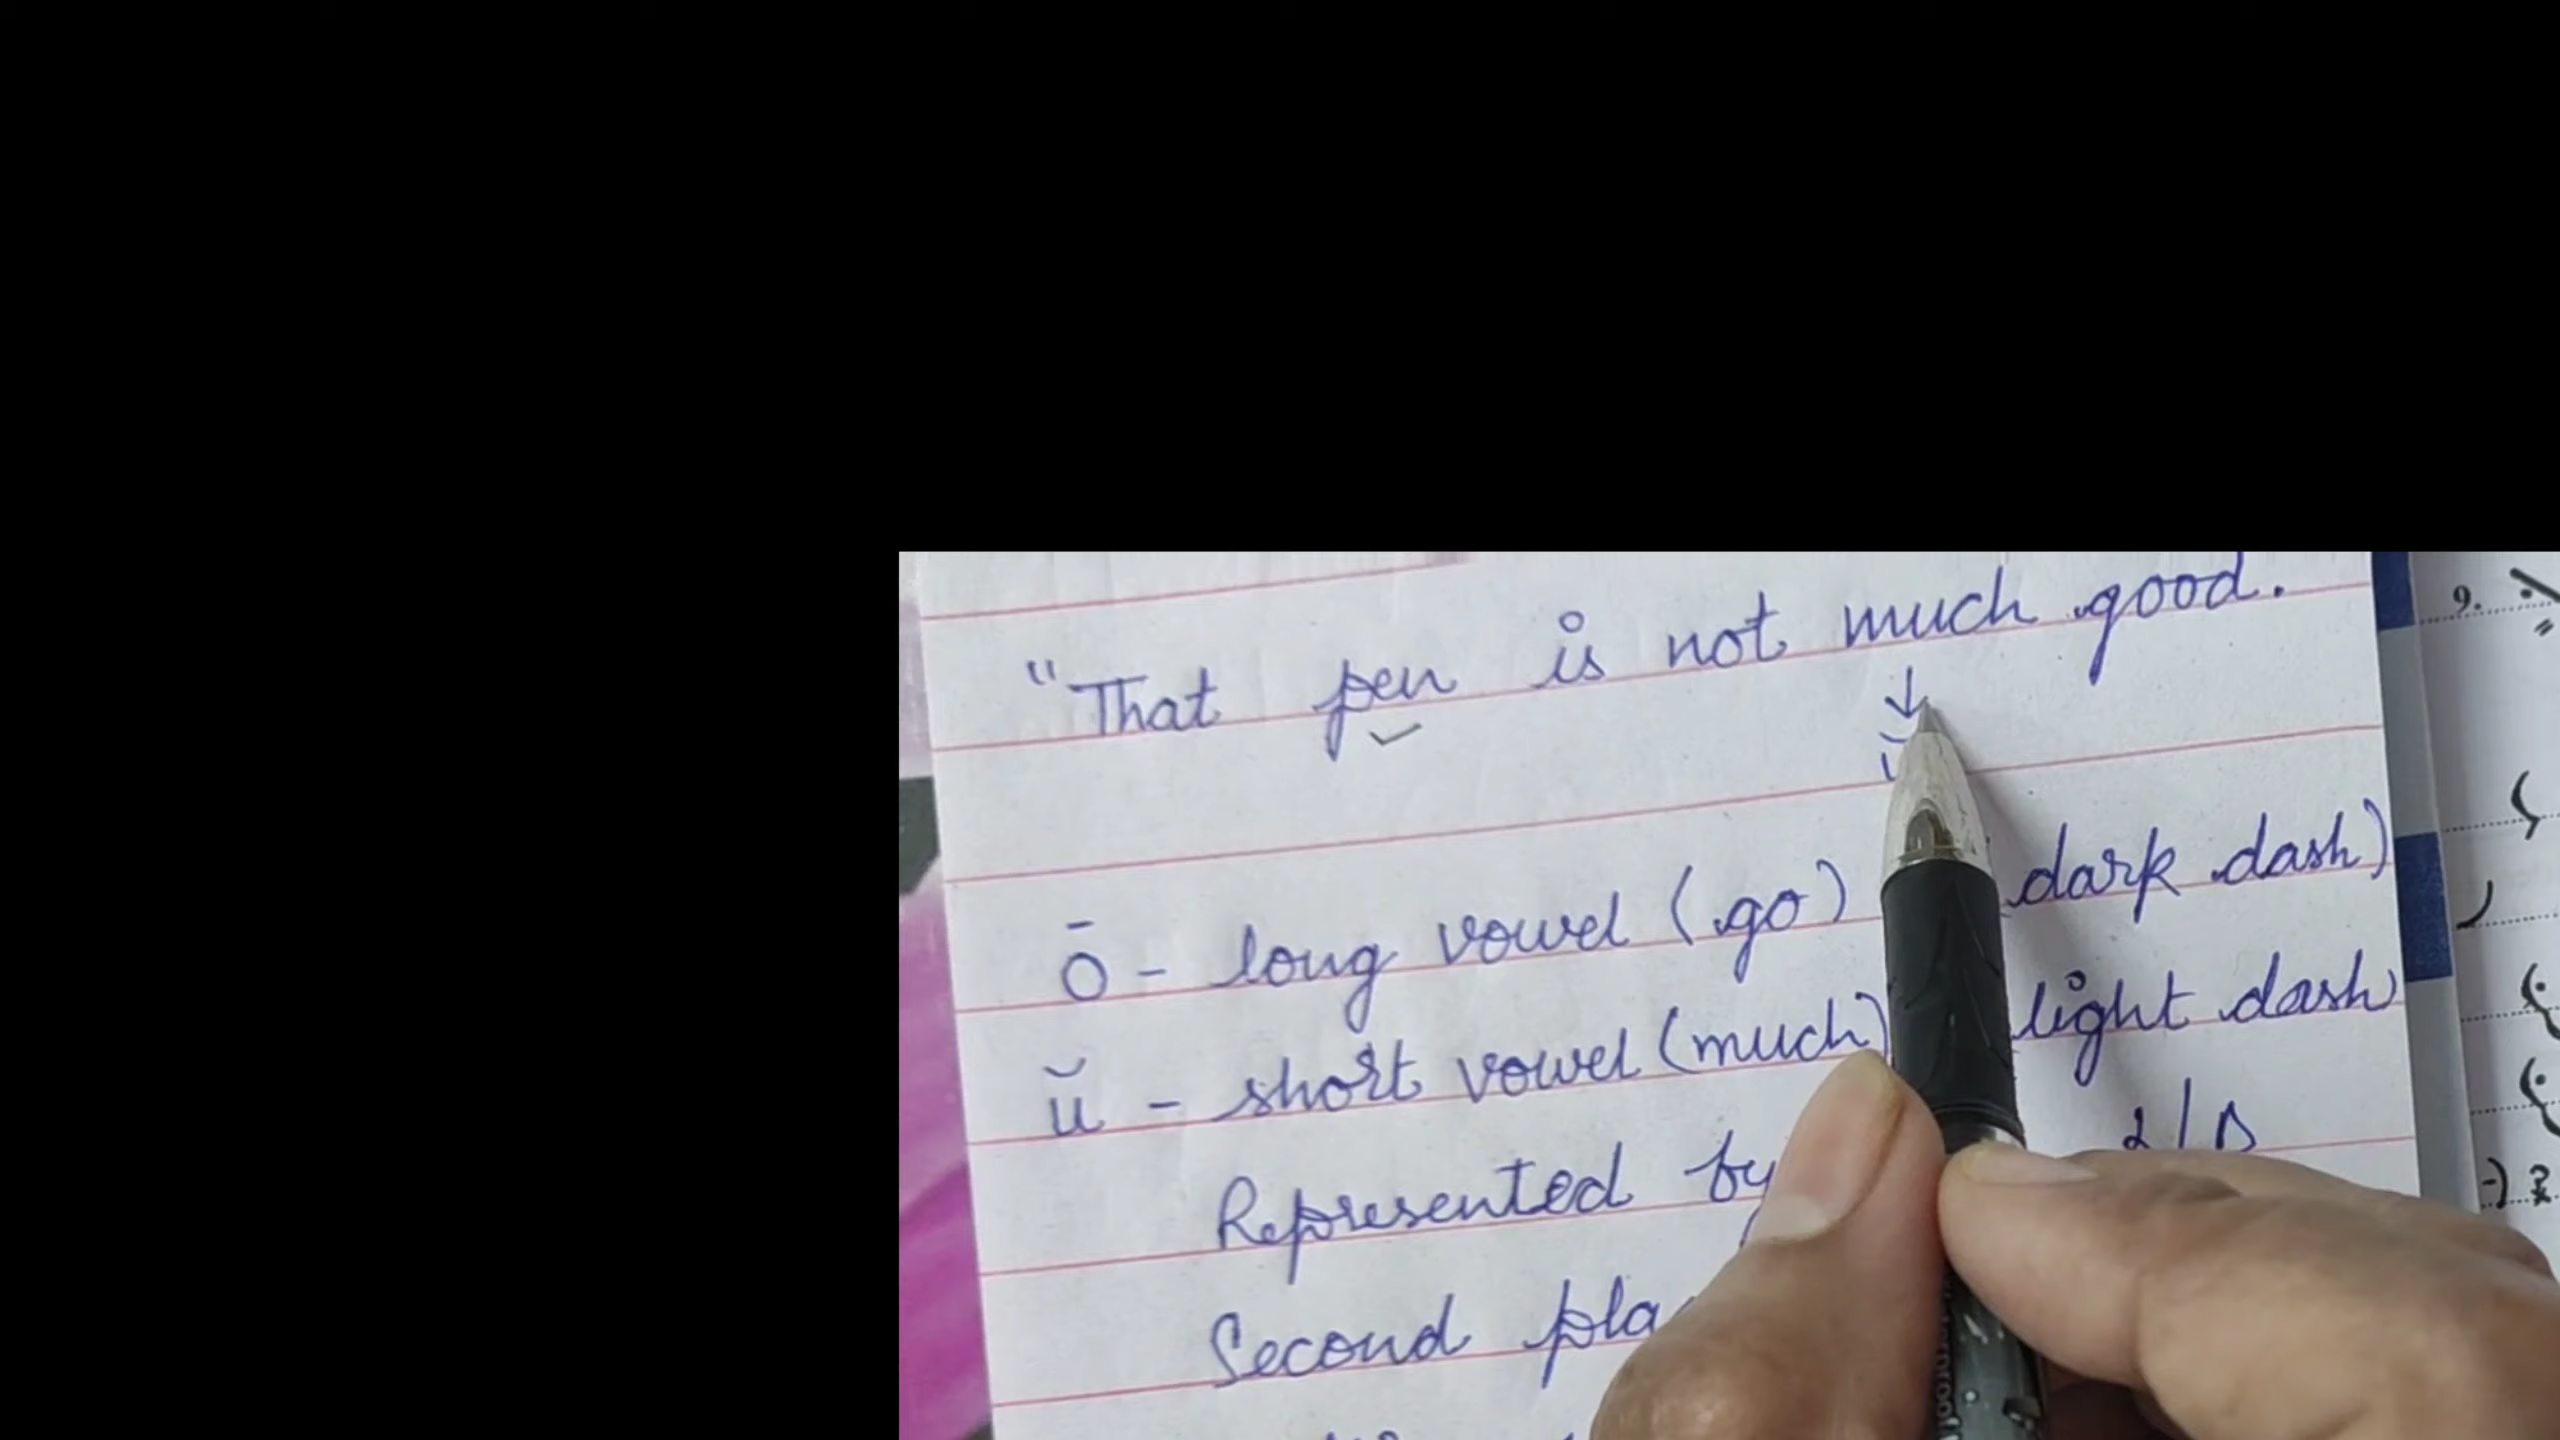 "That pen is not much good.
ō - long vowel (go) dark dash)
ŭ - short vowel (much) light dash
Represented by
Second
9.